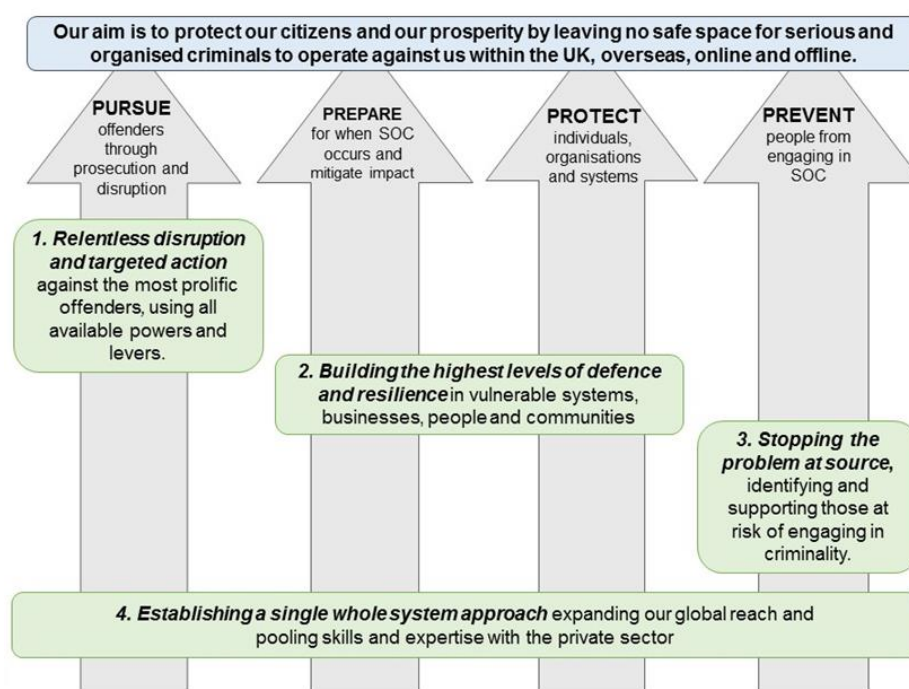 Our aim is to protect our citizens and our prosperity by leaving no safe space for serious and
organised criminals to operate against us within the UK, overseas, online and offline.
PURSUE
offenders
through
prosecution and
disruption
PREPARE
for when SOC
occurs and
mitigate impact
PROTECT
individuals,
organisations
and systems
PREVENT
people from
engaging in
SOC
1. Relentless disruption
and targeted action
against the most prolific
offenders, using all
available powers and
levers.
2. Building the highest levels of defence
and resilience in vulnerable systems,
businesses, people and communities
3. Stopping the
problem at source,
identifying and
supporting those at
risk of engaging in
criminality.
4. Establishing a single whole system approach expanding our global reach and
pooling skills and expertise with the private sector